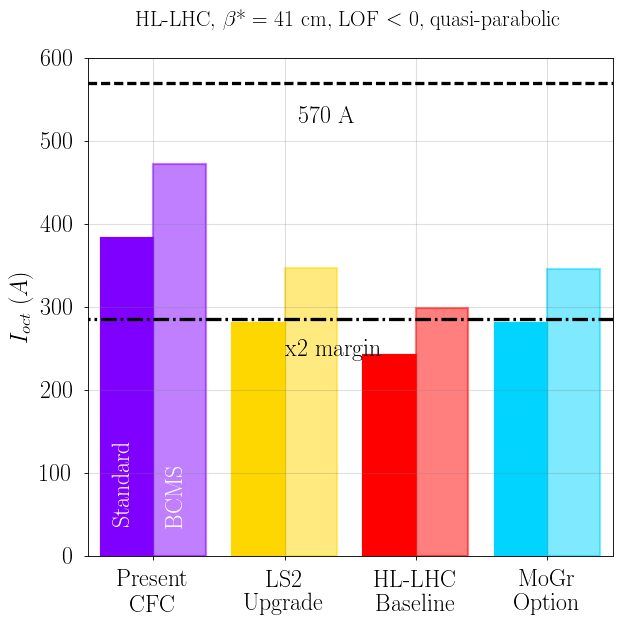 HL-LHC, β* = 41 cm, LOF < 0, quasi-parabolic
600
570 A
500
400
300
x2 margin
200
100
0
I_oct (A)
Standard
BCMS
Present CFC
LS2 Upgrade
HL-LHC Baseline
MoGr Option